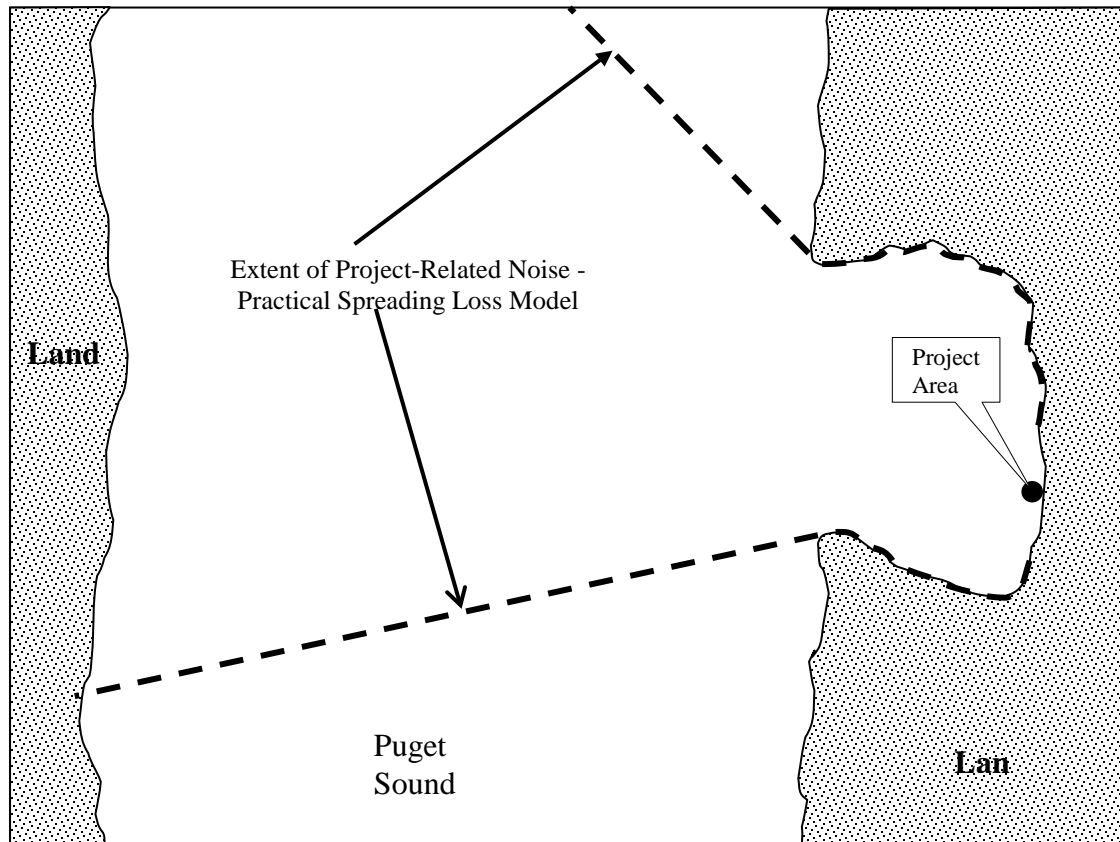 Extent of Project-Related Noise -
Practical Spreading Loss Model
Land
Project
Area
Puget
Sound
Lan